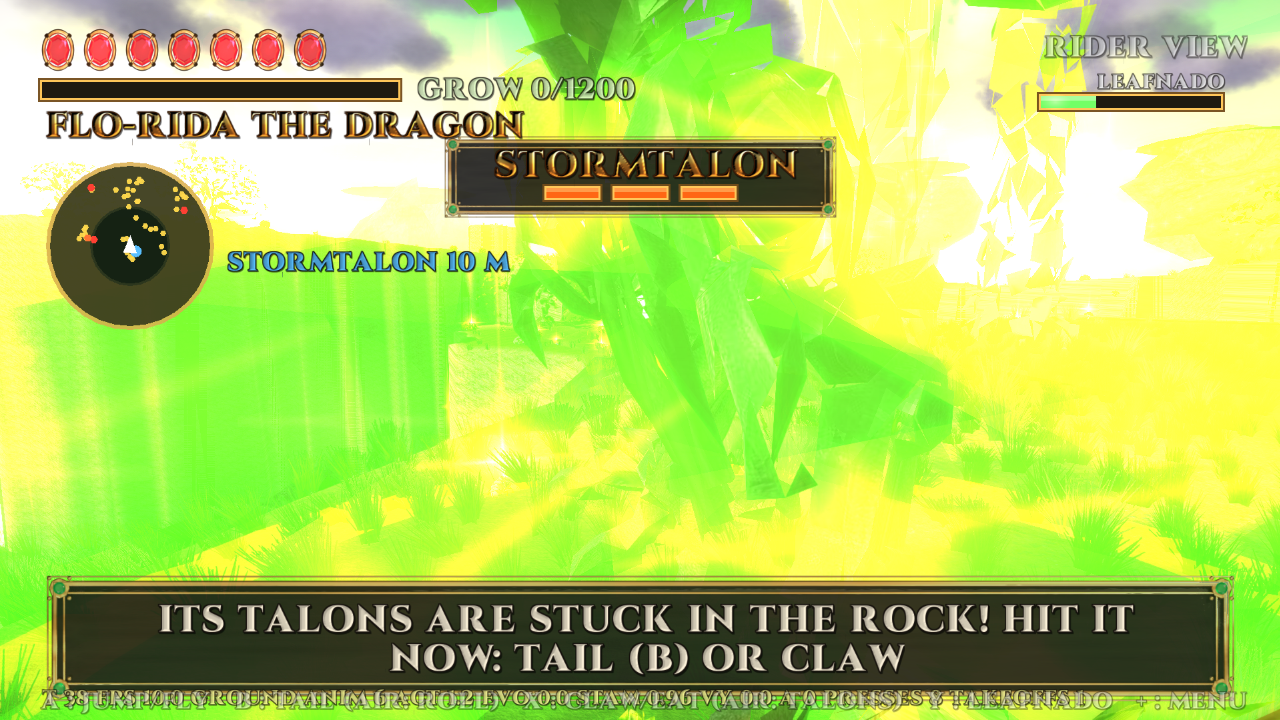 RIDER VIEW
LEAFNADO
GROW 0/1200
FLO-RIDA THE DRAGON
STORMTALON
STORMTALON 10 M
ITS TALONS ARE STUCK IN THE ROCK! HIT IT
NOW: TAIL (B) OR CLAW
+ : MENU